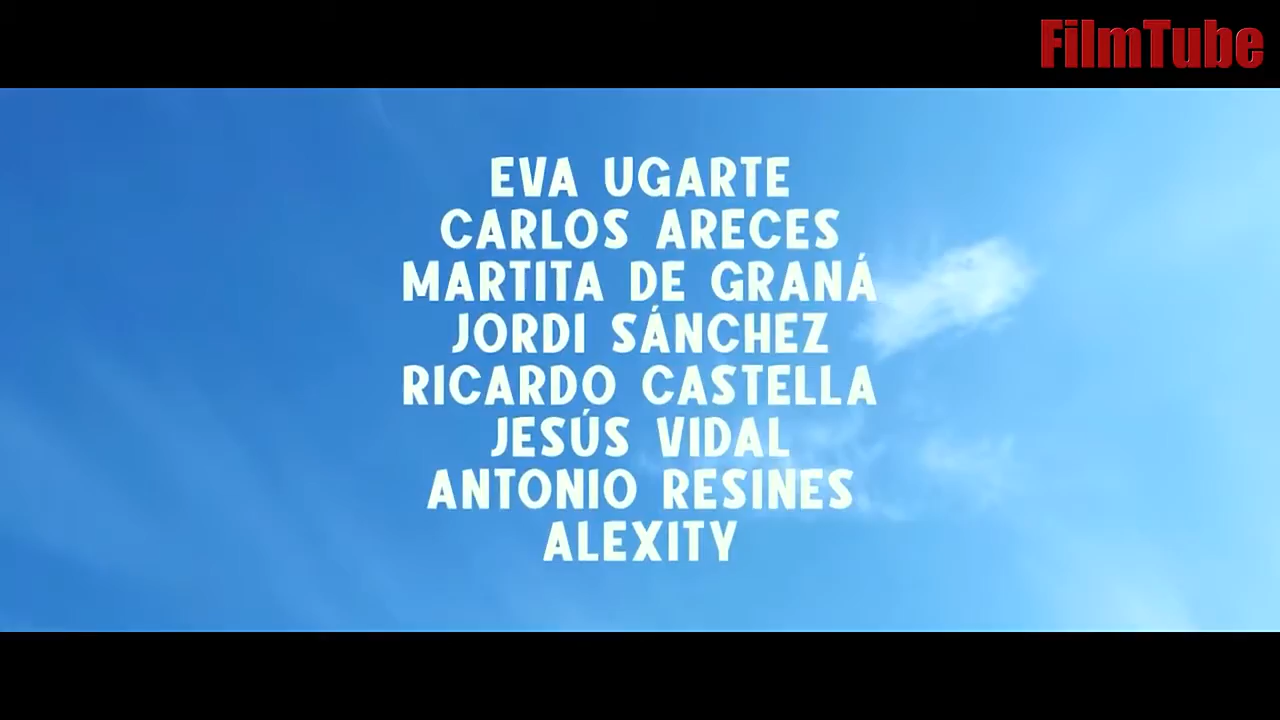 FilmTube
EVA UGARTE
CARLOS ARECES
MARTITA DE GRANÁ
JORDI SÁNCHEZ
RICARDO CASTELLA
JESÚS VIDAL
ANTONIO RESINES
ALEXITY